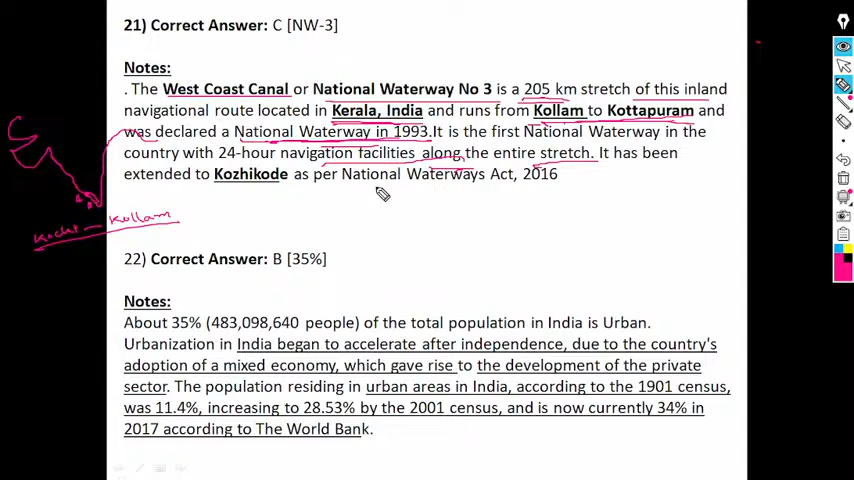 21) Correct Answer: C [NW-3]
Notes:
. The West Coast Canal or National Waterway No 3 is a 205 km stretch of this inland
navigational route located in Kerala, India and runs from Kollam to Kottapuram and
was declared a National Waterway in 1993.It is the first National Waterway in the
country with 24-hour navigation facilities along the entire stretch. It has been
extended to Kozhikode as per National Waterways Act, 2016
Kochi - Kollam
22) Correct Answer: B [35%]
Notes:
About 35% (483,098,640 people) of the total population in India is Urban.
Urbanization in India began to accelerate after independence, due to the country's
adoption of a mixed economy, which gave rise to the development of the private
sector. The population residing in urban areas in India, according to the 1901 census,
was 11.4%, increasing to 28.53% by the 2001 census, and is now currently 34% in
2017 according to The World Bank.